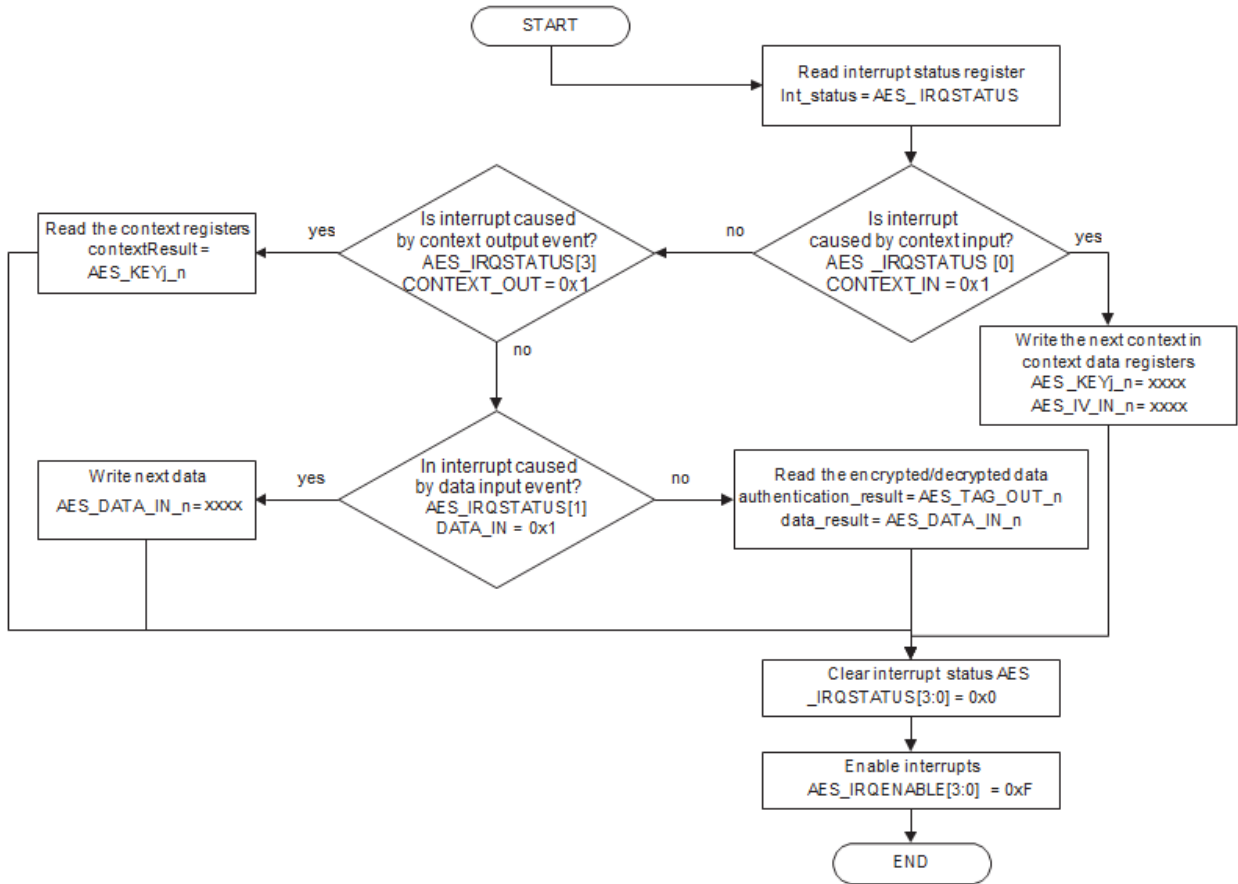 START
Read interrupt status register
Int_status = AES_ IRQSTATUS
Is interrupt
caused by context input?
AES _IRQSTATUS [0]
CONTEXT_IN = 0x1
no
yes
Is interrupt caused
by context output event?
AES_IRQSTATUS[3]
CONTEXT_OUT = 0x1
yes
no
Read the context registers
contextResult =
AES_KEYj_n
Write the next context in
context data registers
AES_KEYj_n= xxxx
AES_IV_IN_n= xxxx
In interrupt caused
by data input event?
AES_IRQSTATUS[1]
DATA_IN = 0x1
yes
no
Write next data
AES_DATA_IN_n= xxxx
Read the encrypted/decrypted data
authentication_result = AES_TAG_OUT_n
data_result = AES_DATA_IN_n
Clear interrupt status AES
_IRQSTATUS[3:0] = 0x0
Enable interrupts
AES_IRQENABLE[3:0] = 0xF
END